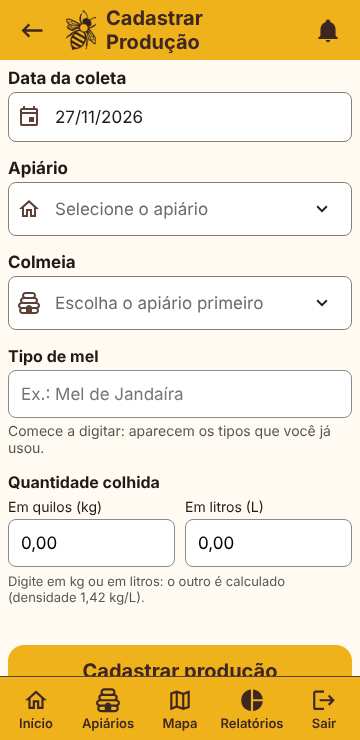 Cadastrar
Produção
Data da coleta
27/11/2026
Apiário
Selecione o apiário
Colmeia
Escolha o apiário primeiro
Tipo de mel
Ex.: Mel de Jandaíra
Comece a digitar: aparecem os tipos que você já
usou.
Quantidade colhida
Em quilos (kg) Em litros (L)
0,00 0,00
Digite em kg ou em litros: o outro é calculado
(densidade 1,42 kg/L).
Cadastrar produção
Início Apiários Mapa Relatórios Sair